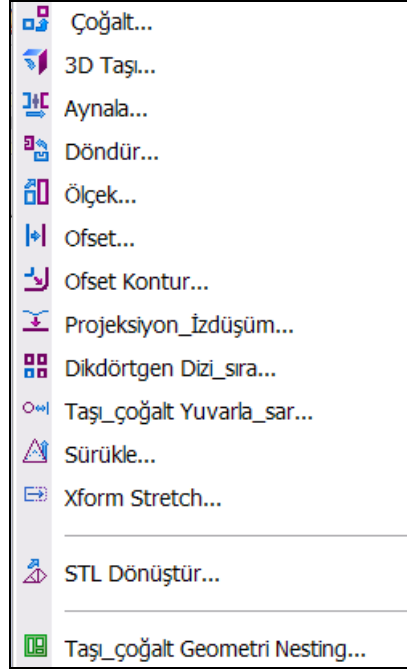 Çoğalt...
3D Taşı...
Aynala...
Döndür...
Ölçek...
Ofset...
Ofset Kontur...
Projeksiyon_İzdüşüm...
Dikdörtgen Dizi_sıra...
Taşı_çoğalt Yuvarla_sar...
Sürükle...
Xform Stretch...
STL Dönüştür...
Taşı_çoğalt Geometri Nesting...